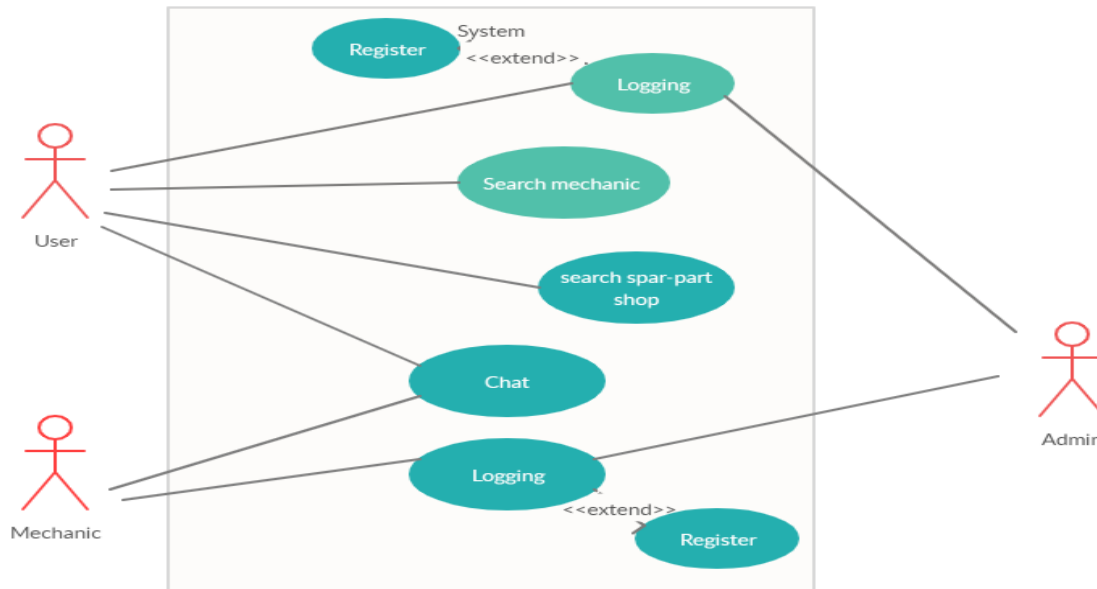 System
Register
<<extend>>
Logging
Search mechanic
User
search spar-part
shop
Chat
Admin
Logging
<<extend>>
Mechanic
Register